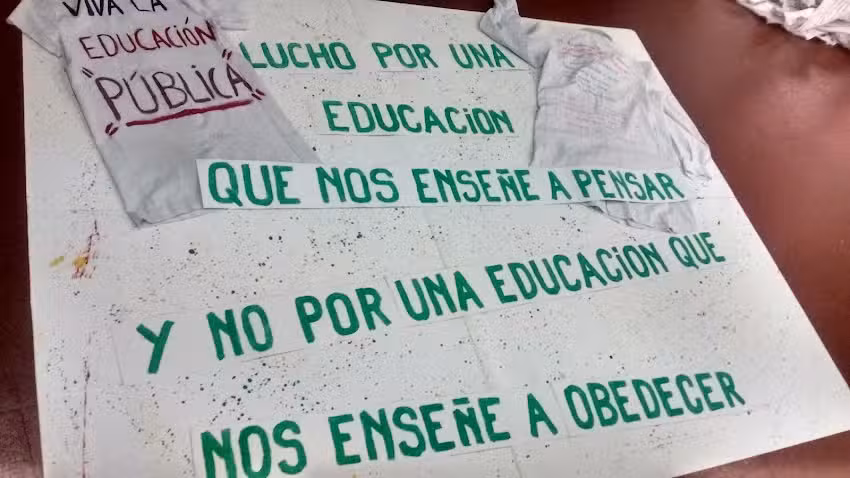 VIVA LA
EDUCACIÓN
"PÚBLICA"
LUCHO POR UNA
EDUCACiON
QUE NOS ENSEÑE A PENSAR
Y NO POR UNA EDUCACiON QUE
NOS ENSEÑE A OBEDECER